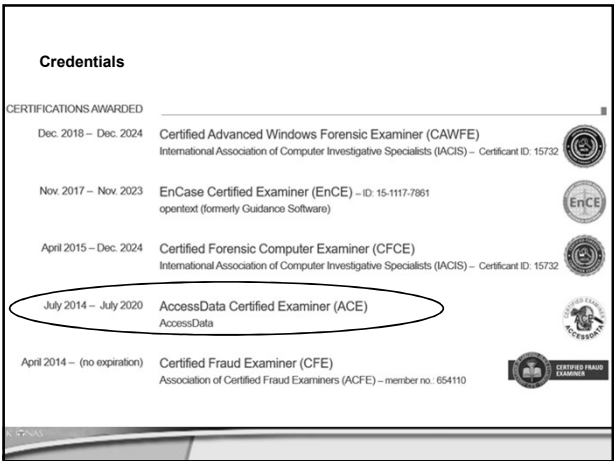 Credentials
CERTIFICATIONS AWARDED
Dec. 2018 – Dec. 2024 Certified Advanced Windows Forensic Examiner (CAWFE)
International Association of Computer Investigative Specialists (IACIS) – Certificant ID: 15732
Nov. 2017 – Nov. 2023 EnCase Certified Examiner (EnCE) – ID: 15-1117-7861
opentext (formerly Guidance Software)
EnCE
April 2015 – Dec. 2024 Certified Forensic Computer Examiner (CFCE)
International Association of Computer Investigative Specialists (IACIS) – Certificant ID: 15732
July 2014 – July 2020 AccessData Certified Examiner (ACE)
AccessData
CERTIFIED EXAMINER
ACCESSDATA
April 2014 – (no expiration) Certified Fraud Examiner (CFE)
Association of Certified Fraud Examiners (ACFE) – member no.: 654110
CERTIFIED FRAUD
EXAMINER